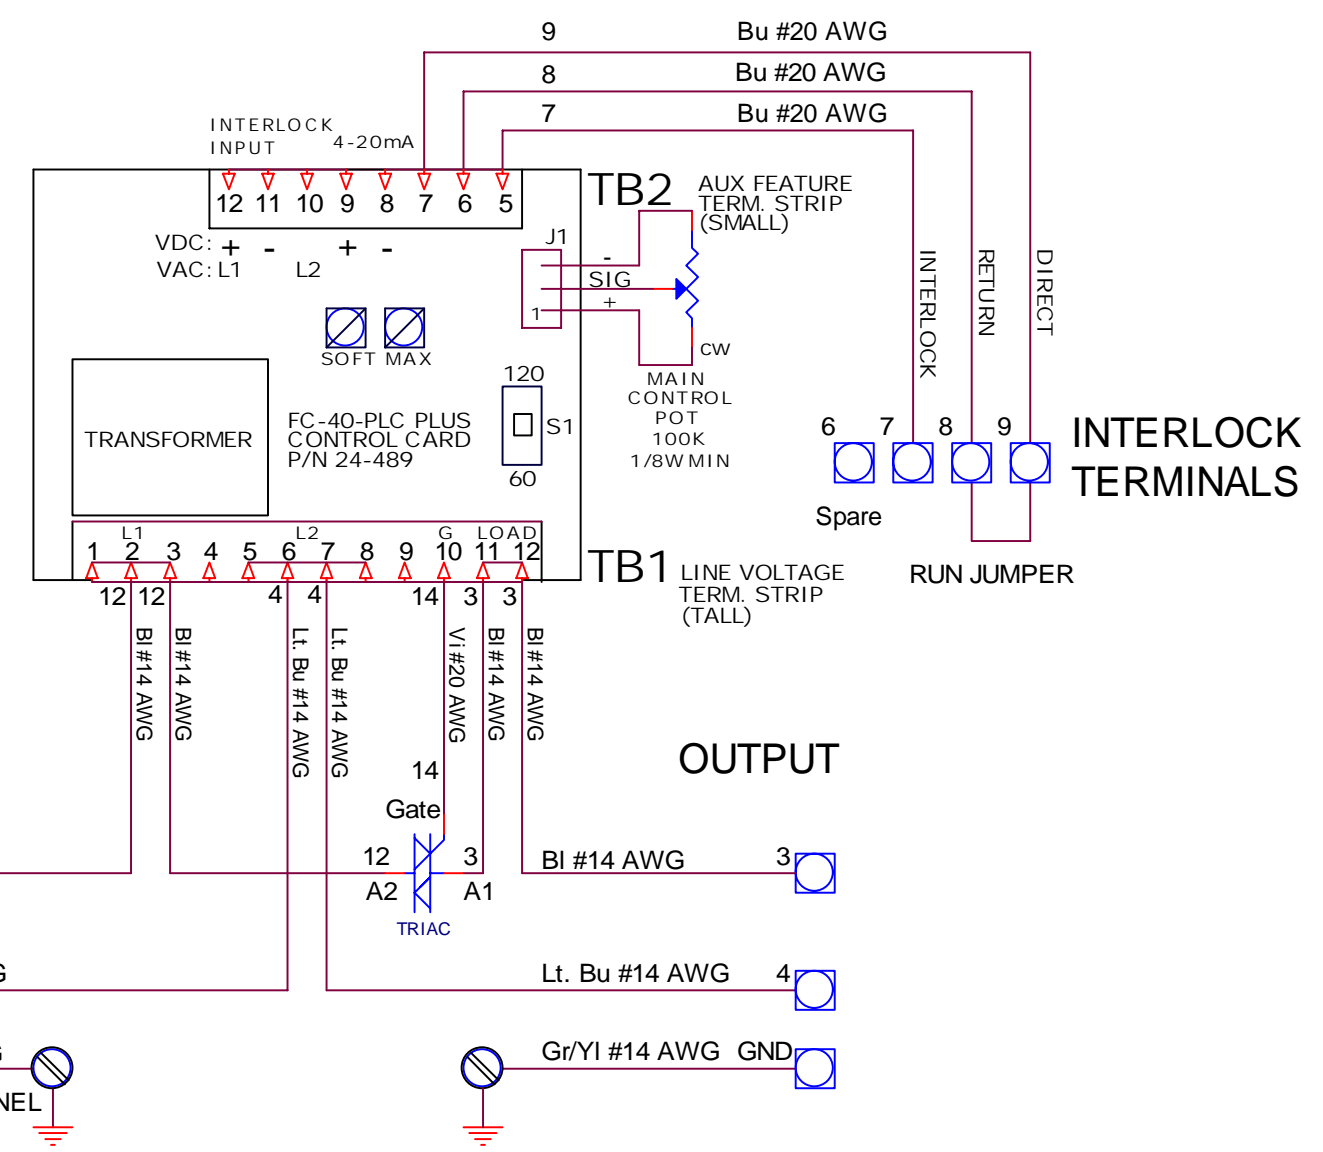 9 Bu #20 AWG
8 Bu #20 AWG
7 Bu #20 AWG
INTERLOCK
INPUT
4-20mA
12 11 10 9 8 7 6 5
TB2
AUX FEATURE
TERM. STRIP
(SMALL)
VDC: + - + -
VAC: L1 L2
J1
-
SIG
+
1
CW
MAIN
CONTROL
POT
100K
1/8W MIN
SOFT MAX
TRANSFORMER
FC-40-PLC PLUS
CONTROL CARD
P/N 24-489
120
S1
60
INTERLOCK
RETURN
DIRECT
6 7 8 9
INTERLOCK
TERMINALS
Spare
RUN JUMPER
L1 L2 G LOAD
1 2 3 4 5 6 7 8 9 10 11 12
TB1
LINE VOLTAGE
TERM. STRIP
(TALL)
12 12 4 4 14 3 3
Bl #14 AWG
Bl #14 AWG
Lt. Bu #14 AWG
Lt. Bu #14 AWG
Vi #20 AWG
Bl #14 AWG
Bl #14 AWG
OUTPUT
14
Gate
12 3
A2 A1
TRIAC
Bl #14 AWG 3
G
Lt. Bu #14 AWG 4
G
Gr/Yl #14 AWG GND
NEL